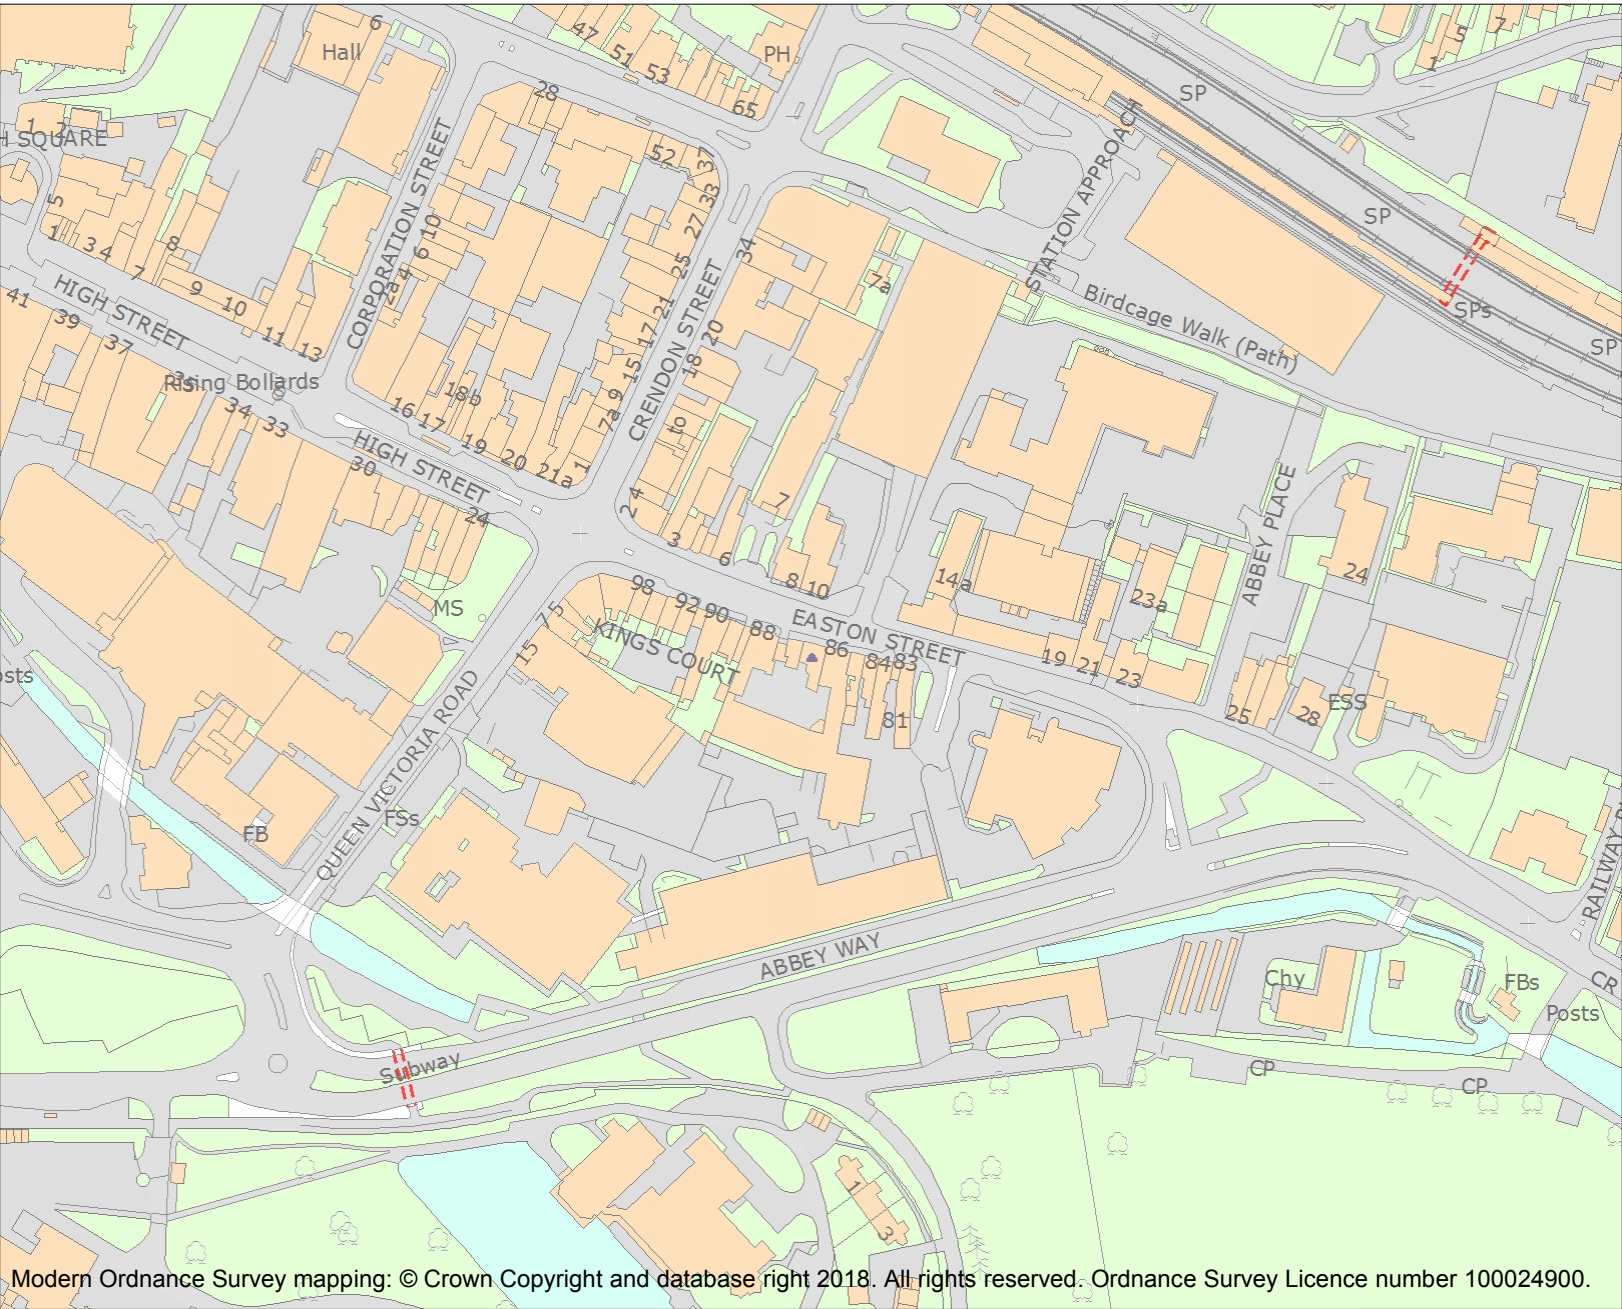 6
Hall
47
51
53
65
PH
SP
5
7
1
28
1 2
H SQUARE
52
37
33
27
25
21
17
15
9
7a
STATION APPROACH
SP
SPs
SP
5
1
3
4
7
8
9
10
11
13
CORPORATION STREET
10
6
4
2a
34
7a
CRENDON STREET
20
18
to
2 4
Birdcage Walk (Path)
41
39
37
HIGH STREET
35
Rising Bollards
34
33
30
HIGH STREET
24
16
17
18b
19
20
21a
1
3
6
7
8
10
14a
23a
ABBEY PLACE
24
MS
75
15
98
92
90
88
KINGS COURT
EASTON STREET
86
84
83
81
19
21
23
25
28
ESS
osts
QUEEN VICTORIA ROAD
FSs
FB
ABBEY WAY
RAILWAY
Chy
FBs
CR
Posts
Subway
CP
CP
1
3
Modern Ordnance Survey mapping: © Crown Copyright and database right 2018. All rights reserved. Ordnance Survey Licence number 100024900.